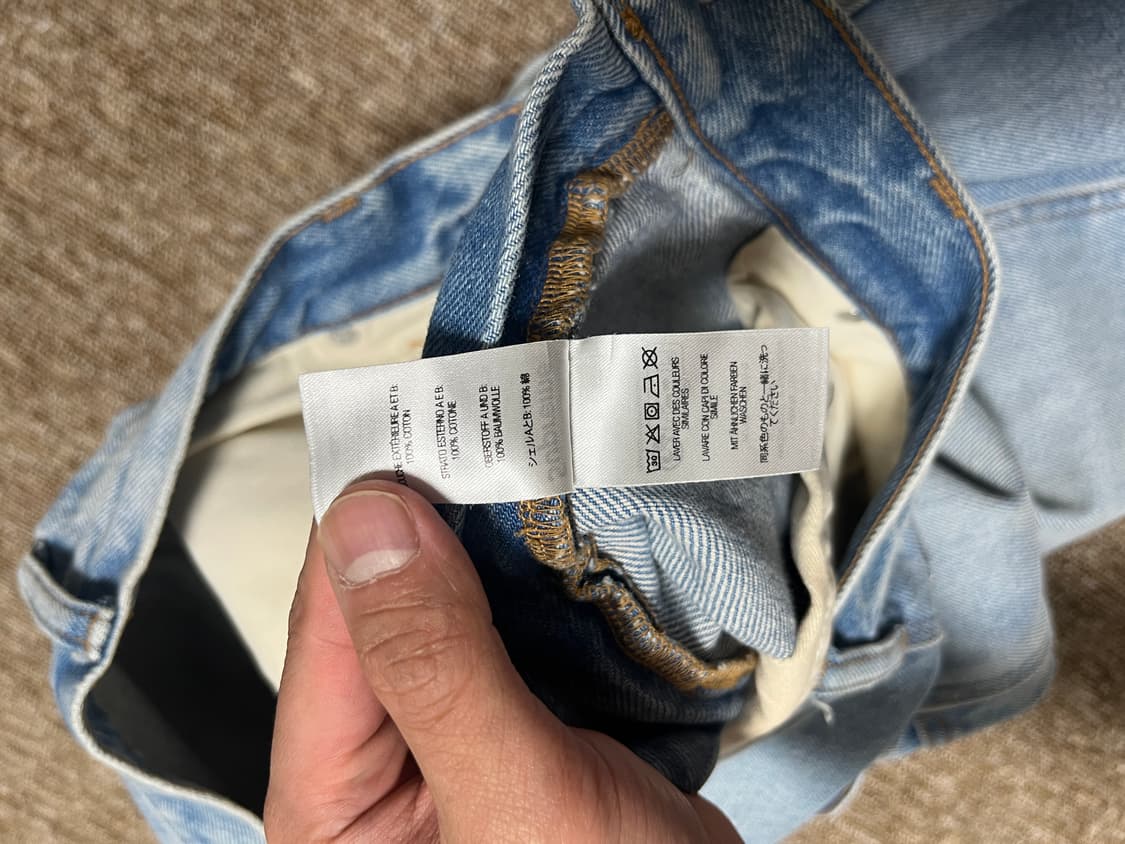 EXTÉRIEURE A ET B:
100% COTON
STRATO ESTERNO A E B:
100% COTONE
OBERSTOFF A UND B:
100% BAUMWOLLE
シェルAとB: 100% 綿
30
LAVER AVEC DES COULEURS
SIMILAIRES
LAVARE CON CAPI DI COLORE
SIMILE
MIT ÄHNLICHEN FARBEN
WASCHEN
同系色のものと一緒に洗っ
てください